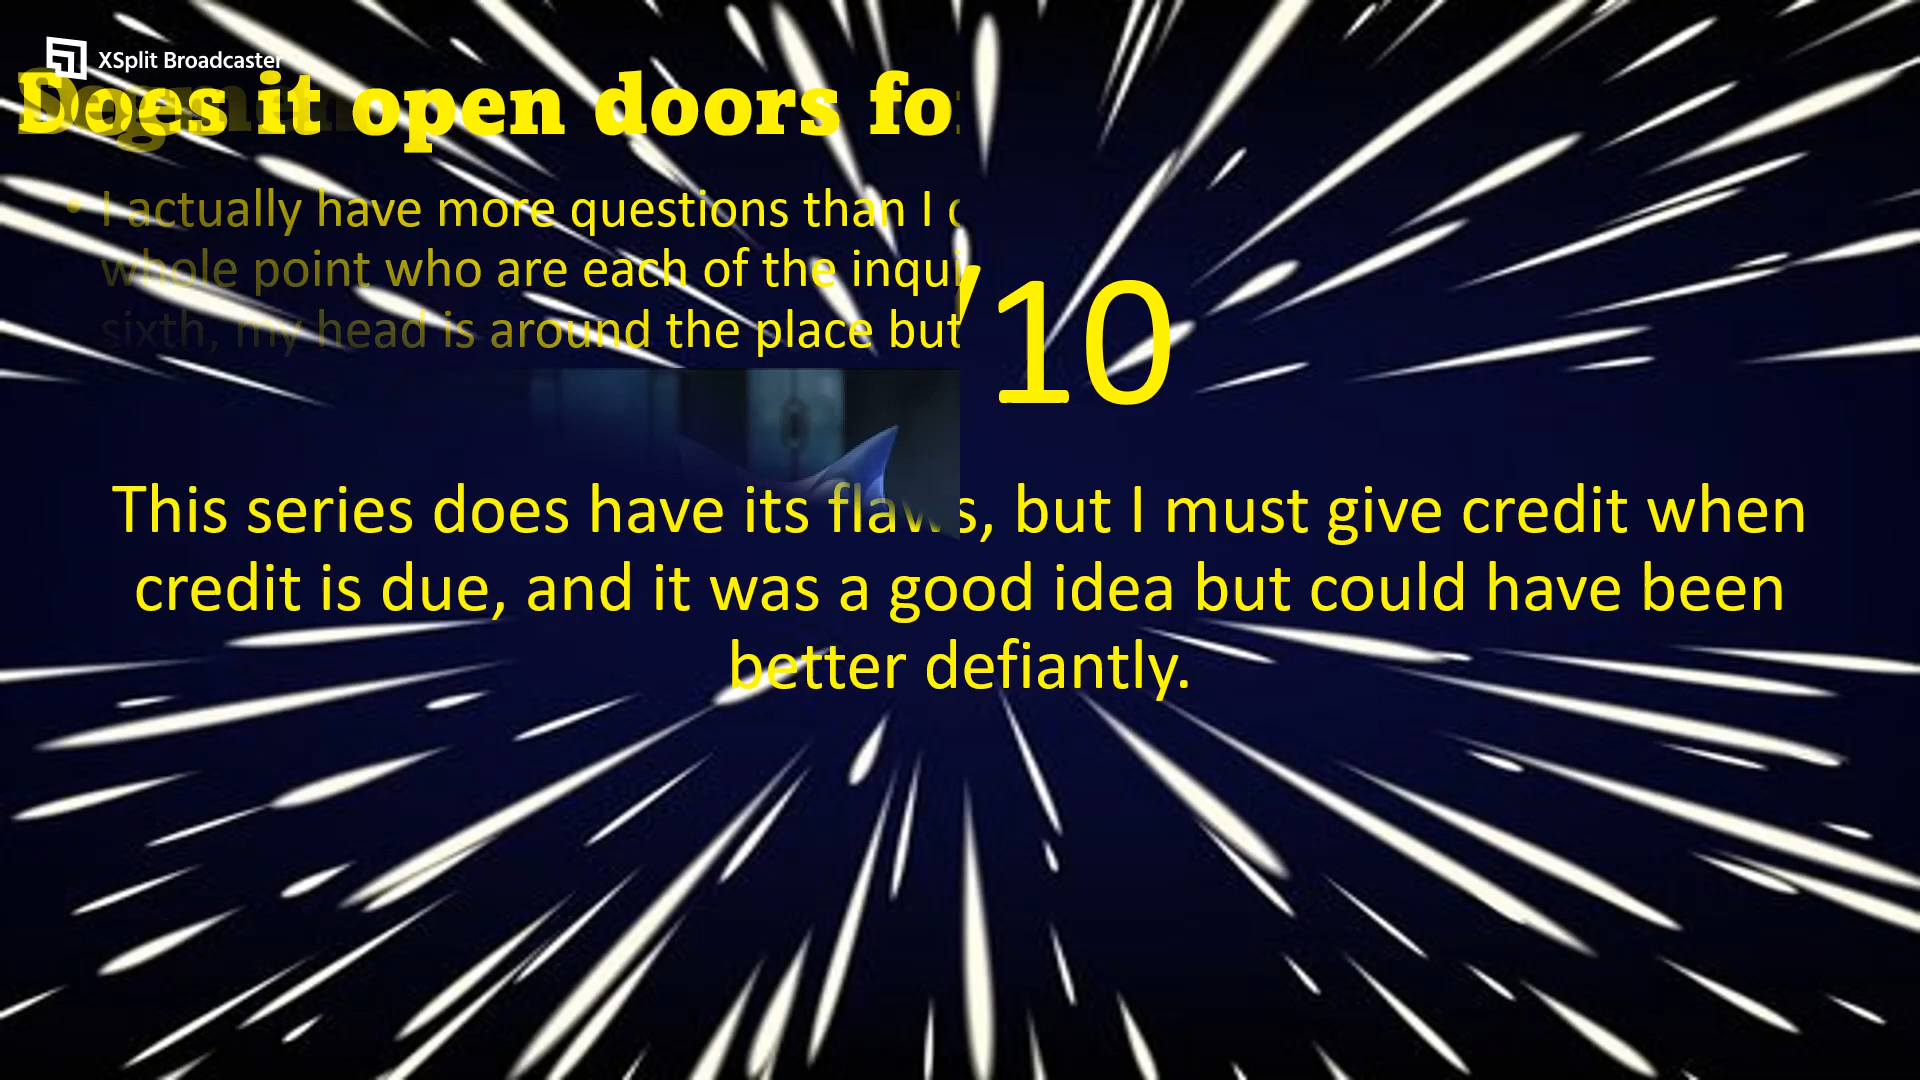 XSplit Broadcaster
Does it open doors fo
• I actually have more questions than I
whole point who are each of the inqui
sixth, my head is around the place but
/10
This series does have its flaws, but I must give credit when
credit is due, and it was a good idea but could have been
better defiantly.